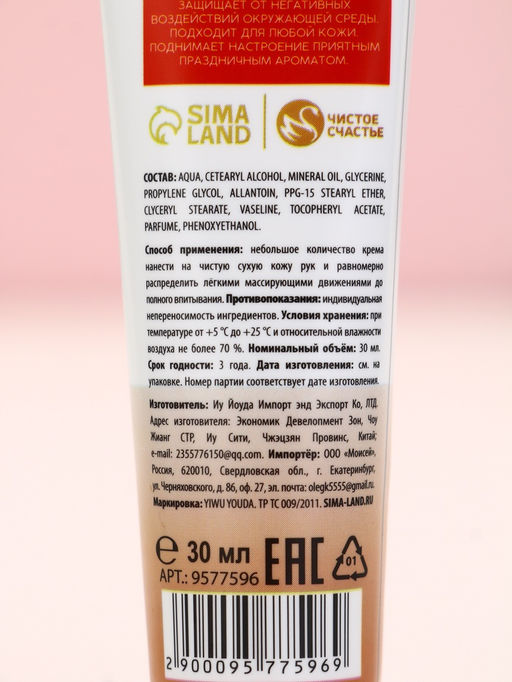 ЗАЩИЩАЕТ ОТ НЕГАТИВНЫХ
ВОЗДЕЙСТВИЙ ОКРУЖАЮЩЕЙ СРЕДЫ.
ПОДХОДИТ ДЛЯ ЛЮБОЙ КОЖИ.
ПОДНИМАЕТ НАСТРОЕНИЕ ПРИЯТНЫМ
ПРАЗДНИЧНЫМ АРОМАТОМ.
SIMA LAND
ЧИСТОЕ СЧАСТЬЕ
СОСТАВ: AQUA, CETEARYL ALCOHOL, MINERAL OIL, GLYCERINE,
PROPYLENE GLYCOL, ALLANTOIN, PPG-15 STEARYL ETHER,
CLYCERYL STEARATE, VASELINE, TOCOPHERYL ACETATE,
PARFUME, PHENOXYETHANOL.
Способ применения: небольшое количество крема
нанести на чистую сухую кожу рук и равномерно
распределить лёгкими массирующими движениями до
полного впитывания. Противопоказания: индивидуальная
непереносимость ингредиентов. Условия хранения: при
температуре от +5 °C до +25 °C и относительной влажности
воздуха не более 70 %. Номинальный объём: 30 мл.
Срок годности: 3 года. Дата изготовления: см. на
упаковке. Номер партии соответствует дате изготовления.
Изготовитель: Иу Йоуда Импорт энд Экспорт Ко, ЛТД.
Адрес изготовителя: Экономик Девелопмент Зон, Чоу
Жианг СТР, Иу Сити, Чжэцзян Провинс, Китай;
e-mail: 2355776150@qq.com. Импортёр: ООО «Моисей»,
Россия, 620010, Свердловская обл., г. Екатеринбург,
ул. Черняховского, д. 86, оф. 27, эл. почта: olegk5555@gmail.ru
Маркировка: YIWU YOUDA. ТР ТС 009/2011. SIMA-LAND.RU
℮ 30 мл EAC 01
АРТ.: 9577596
2 900095 775969